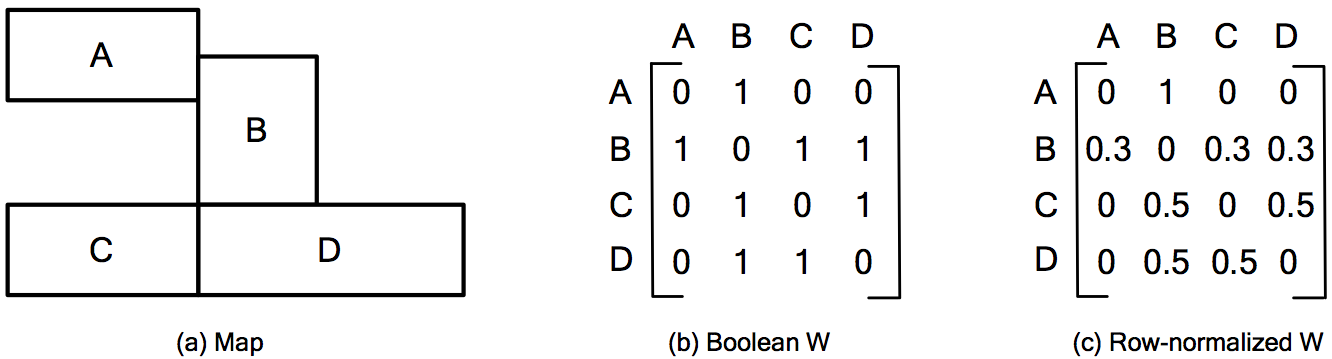 A
B
C
D
A B C D
A 0 1 0 0
B 1 0 1 1
C 0 1 0 1
D 0 1 1 0
A B C D
A 0 1 0 0
B 0.3 0 0.3 0.3
C 0 0.5 0 0.5
D 0 0.5 0.5 0
(a) Map
(b) Boolean W
(c) Row-normalized W